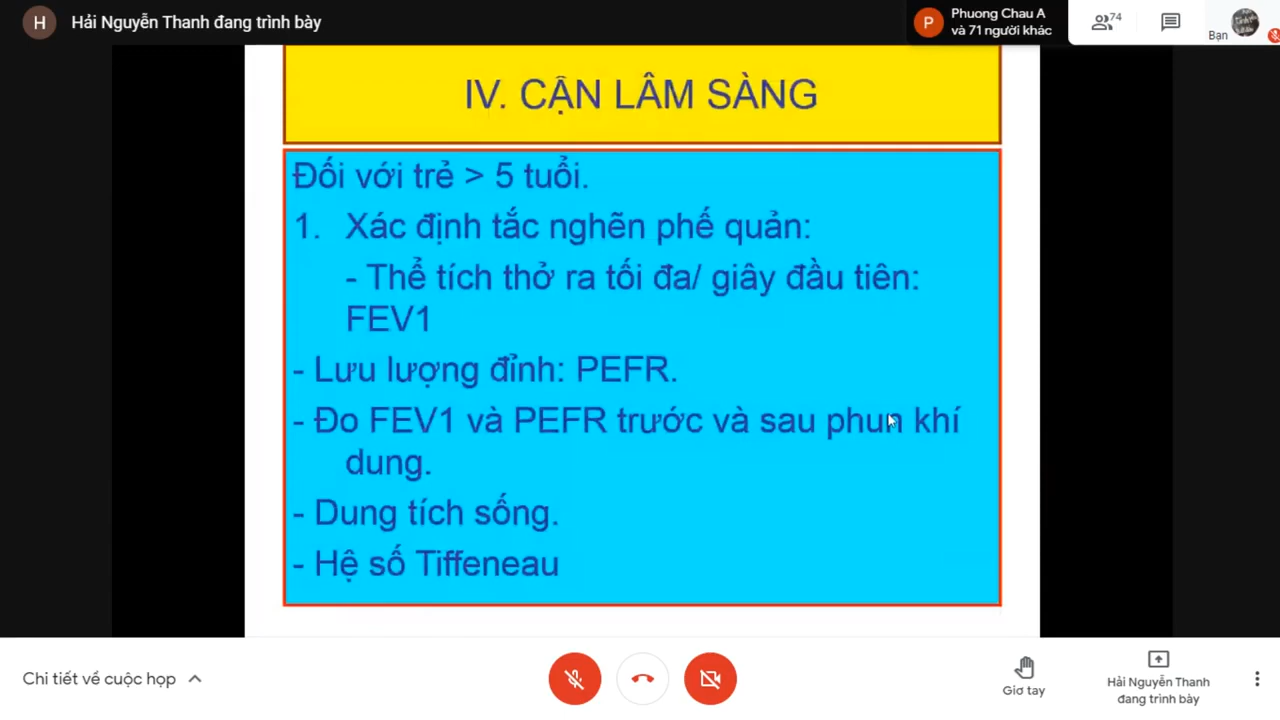 H
Hải Nguyễn Thanh đang trình bày
P
Phuong Chau A
và 71 người khác
74
Bạn
IV. CẬN LÂM SÀNG
Đối với trẻ > 5 tuổi.
1. Xác định tắc nghẽn phế quản:
- Thể tích thở ra tối đa/ giây đầu tiên:
FEV1
- Lưu lượng đỉnh: PEFR.
- Đo FEV1 và PEFR trước và sau phun khí
dung.
- Dung tích sống.
- Hệ số Tiffeneau
Chi tiết về cuộc họp
Giơ tay
Hải Nguyễn Thanh
đang trình bày